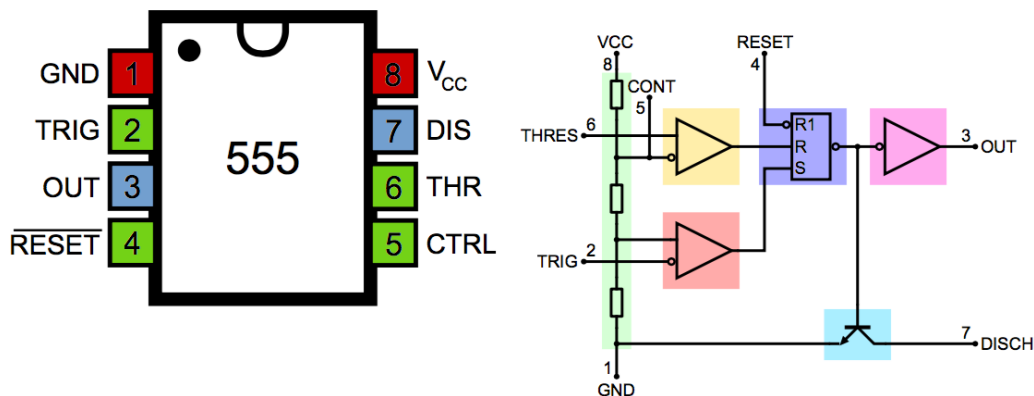 GND 1
8 VCC
TRIG 2
7 DIS
OUT 3
555
6 THR
RESET 4
5 CTRL
VCC
8
RESET
4
CONT
5
THRES 6
R1
R
S
3 OUT
TRIG 2
7
DISCH
1
GND